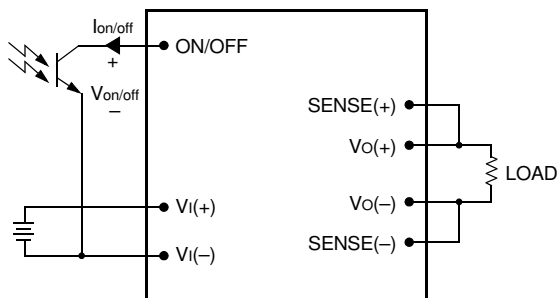 Ion/off
+
ON/OFF
Von/off
–
SENSE(+)
VO(+)
LOAD
VO(–)
SENSE(–)
VI(+)
VI(–)